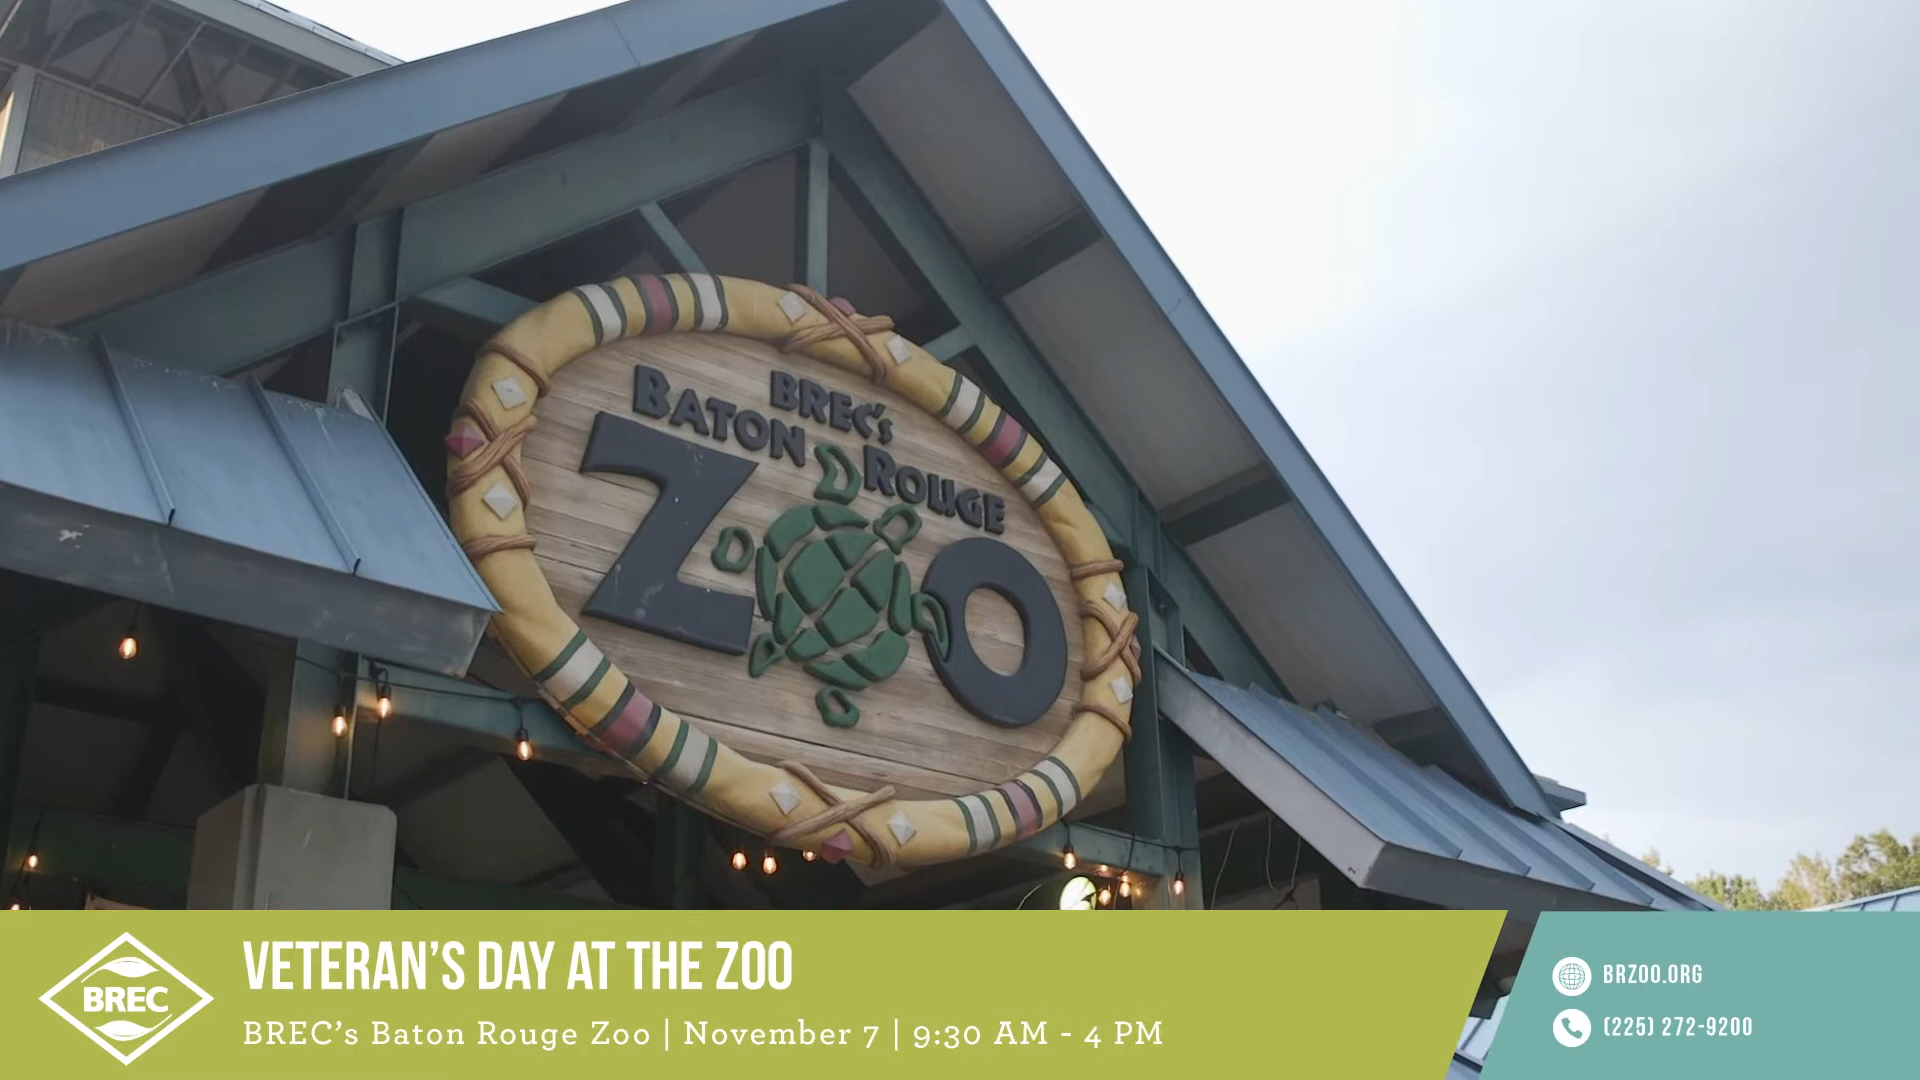 BREC's
BATON ROUGE
ZOO
BREC
VETERAN'S DAY AT THE ZOO
BREC's Baton Rouge Zoo | November 7 | 9:30 AM - 4 PM
BRZOO.ORG
(225) 272-9200